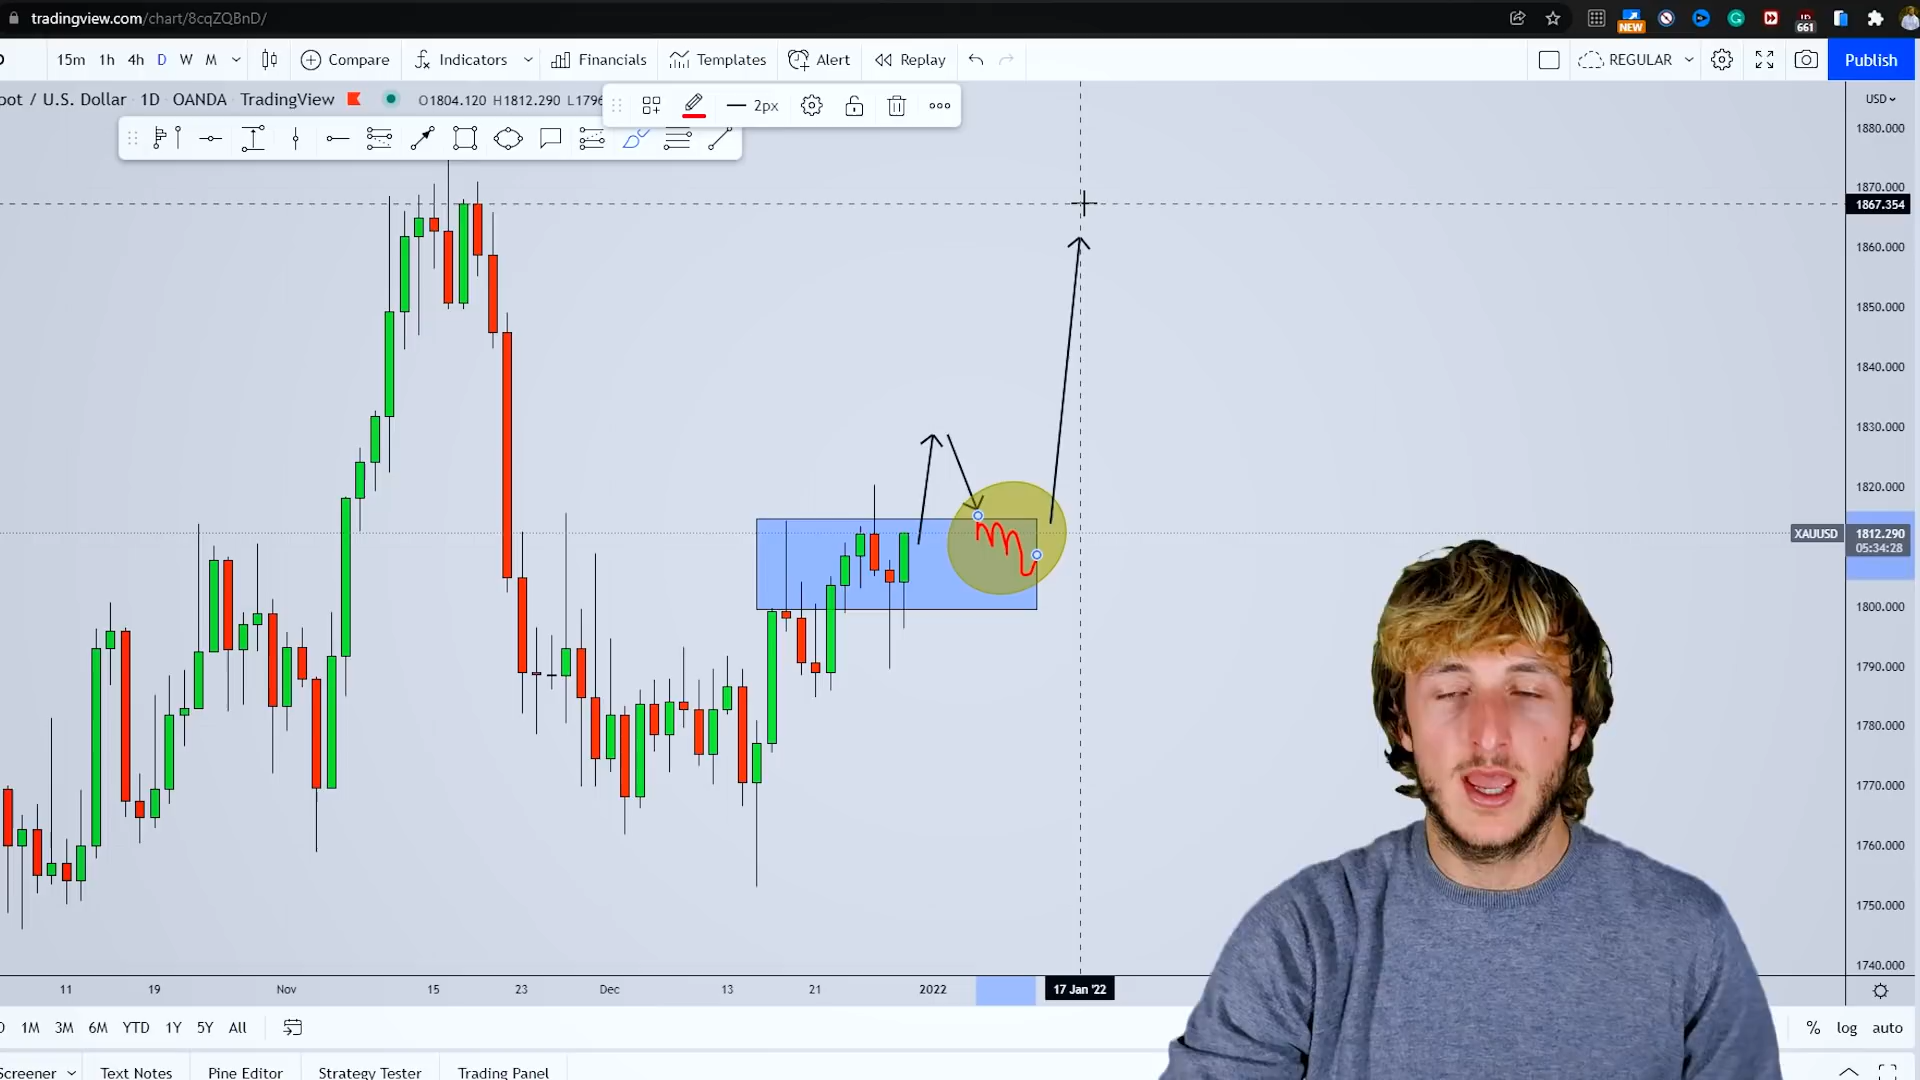 tradingview.com/chart/8cqZQBnD/
NEW
661
15m 1h 4h D W M Compare Indicators Financials Templates Alert Replay REGULAR Publish
/ U.S. Dollar · 1D · OANDA · TradingView O1804.120 H1812.290 L1796
2px
USD
1880.000
1870.000
1867.354
1860.000
1850.000
1840.000
1830.000
1820.000
XAUUSD 1812.290
05:34:28
1800.000
1790.000
1780.000
1770.000
1760.000
1750.000
1740.000
11 19 Nov 15 23 Dec 13 21 2022 17 Jan '22
1M 3M 6M YTD 1Y 5Y All % log auto
Text Notes Pine Editor Strategy Tester Trading Panel